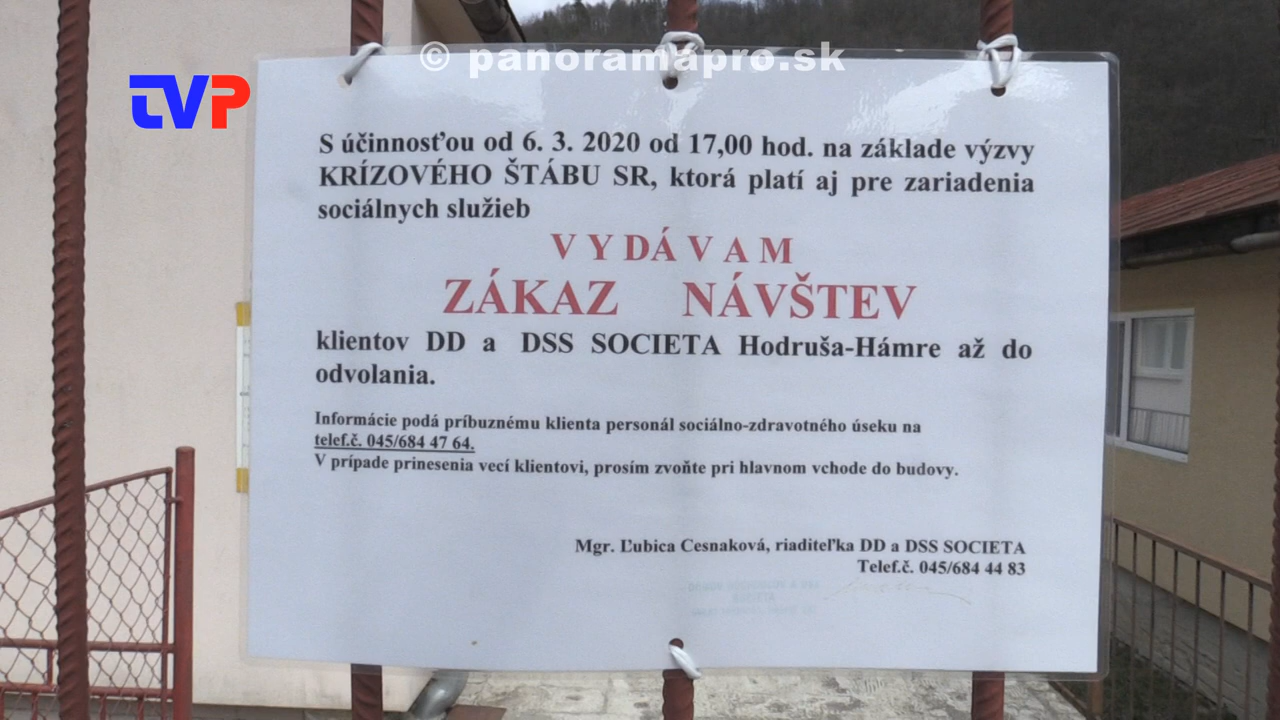 © panoramapro.sk
TVP
S účinnosťou od 6. 3. 2020 od 17,00 hod. na základe výzvy
KRÍZOVÉHO ŠTÁBU SR, ktorá platí aj pre zariadenia
sociálnych služieb
V Y D Á V A M
ZÁKAZ NÁVŠTEV
klientov DD a DSS SOCIETA Hodruša-Hámre až do
odvolania.
Informácie podá príbuznému klienta personál sociálno-zdravotného úseku na
telef.č. 045/684 47 64.
V prípade prinesenia vecí klientovi, prosím zvoňte pri hlavnom vchode do budovy.
Mgr. Ľubica Cesnaková, riaditeľka DD a DSS SOCIETA
Telef.č. 045/684 44 83